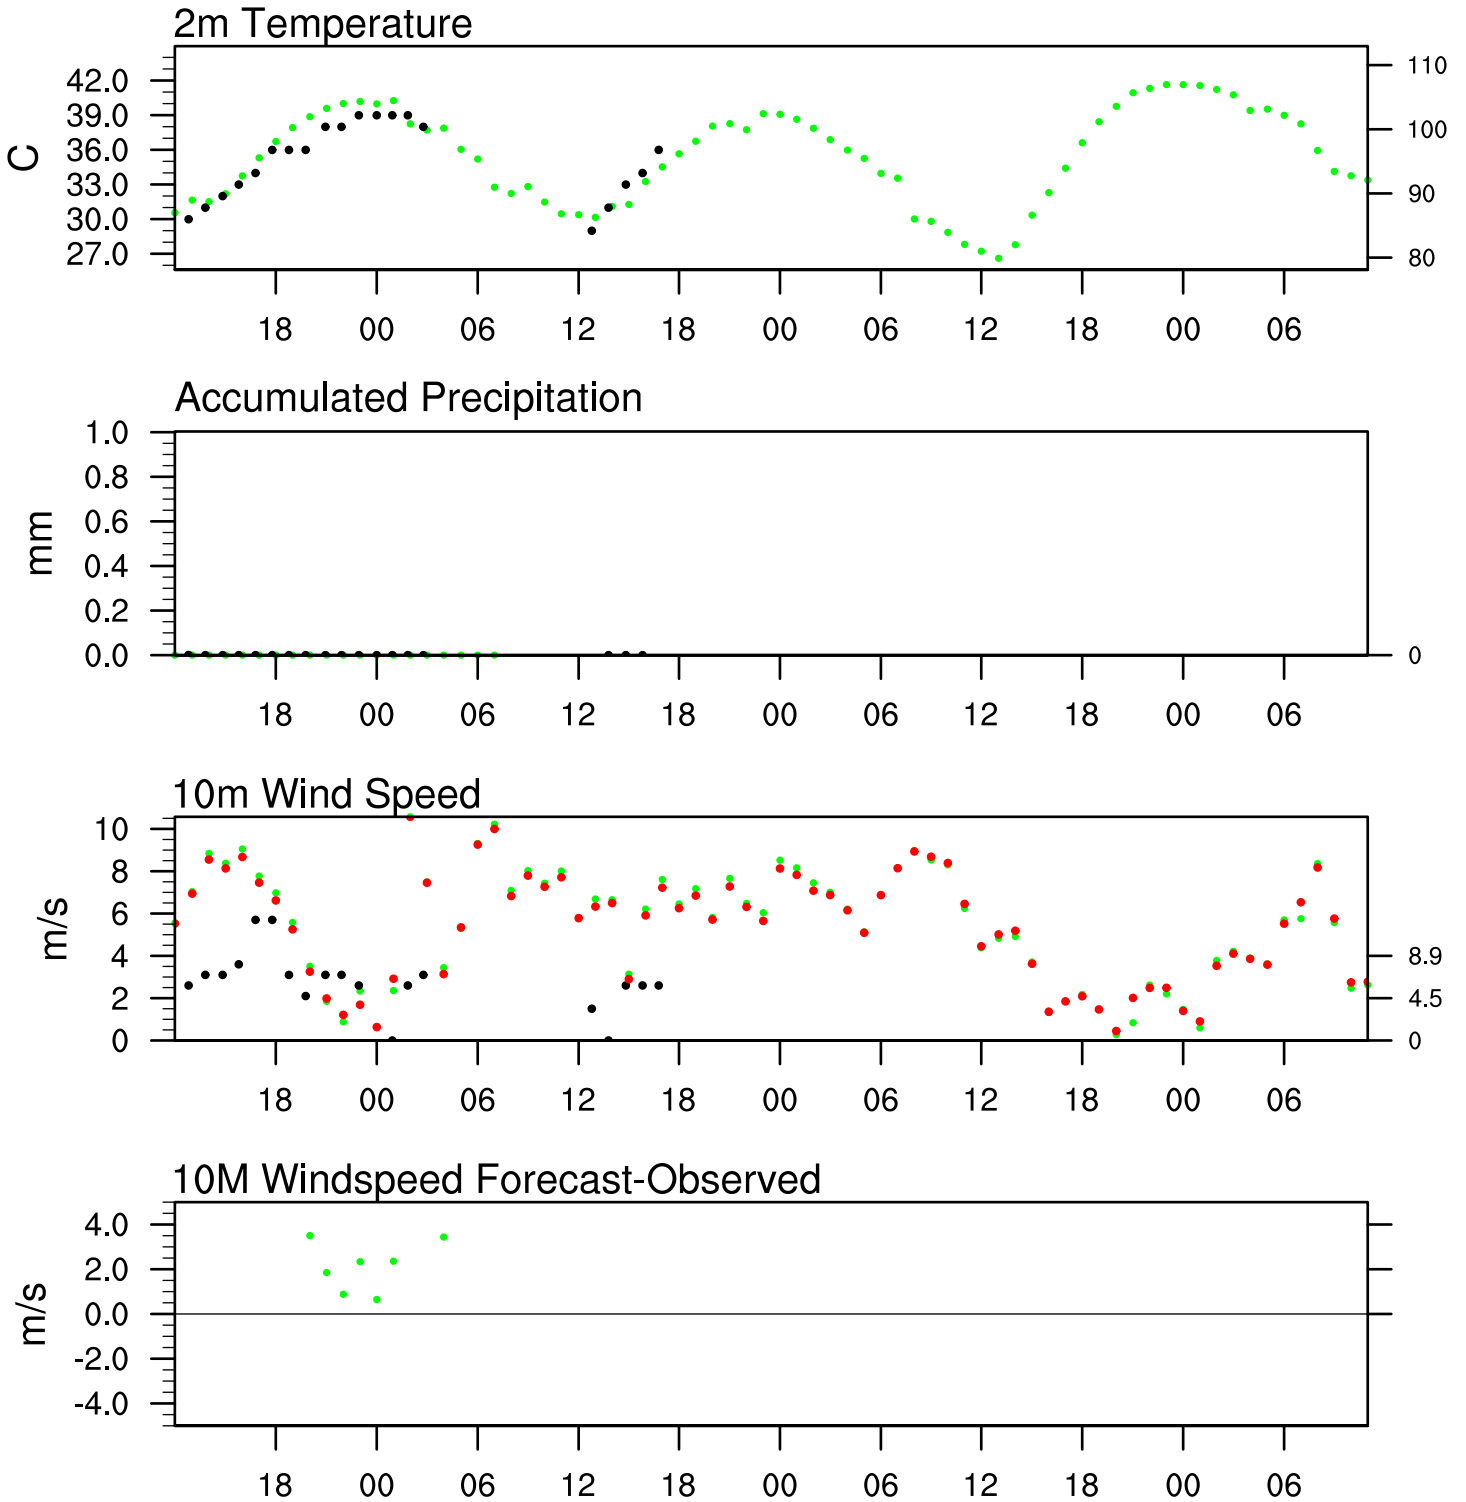 2m Temperature
C
42.0
39.0
36.0
33.0
30.0
27.0
110
100
90
80
18 00 06 12 18 00 06 12 18 00 06
Accumulated Precipitation
mm
1.0
0.8
0.6
0.4
0.2
0.0
0
18 00 06 12 18 00 06 12 18 00 06
10m Wind Speed
m/s
10
8
6
4
2
0
8.9
4.5
0
18 00 06 12 18 00 06 12 18 00 06
10M Windspeed Forecast-Observed
m/s
4.0
2.0
0.0
-2.0
-4.0
18 00 06 12 18 00 06 12 18 00 06